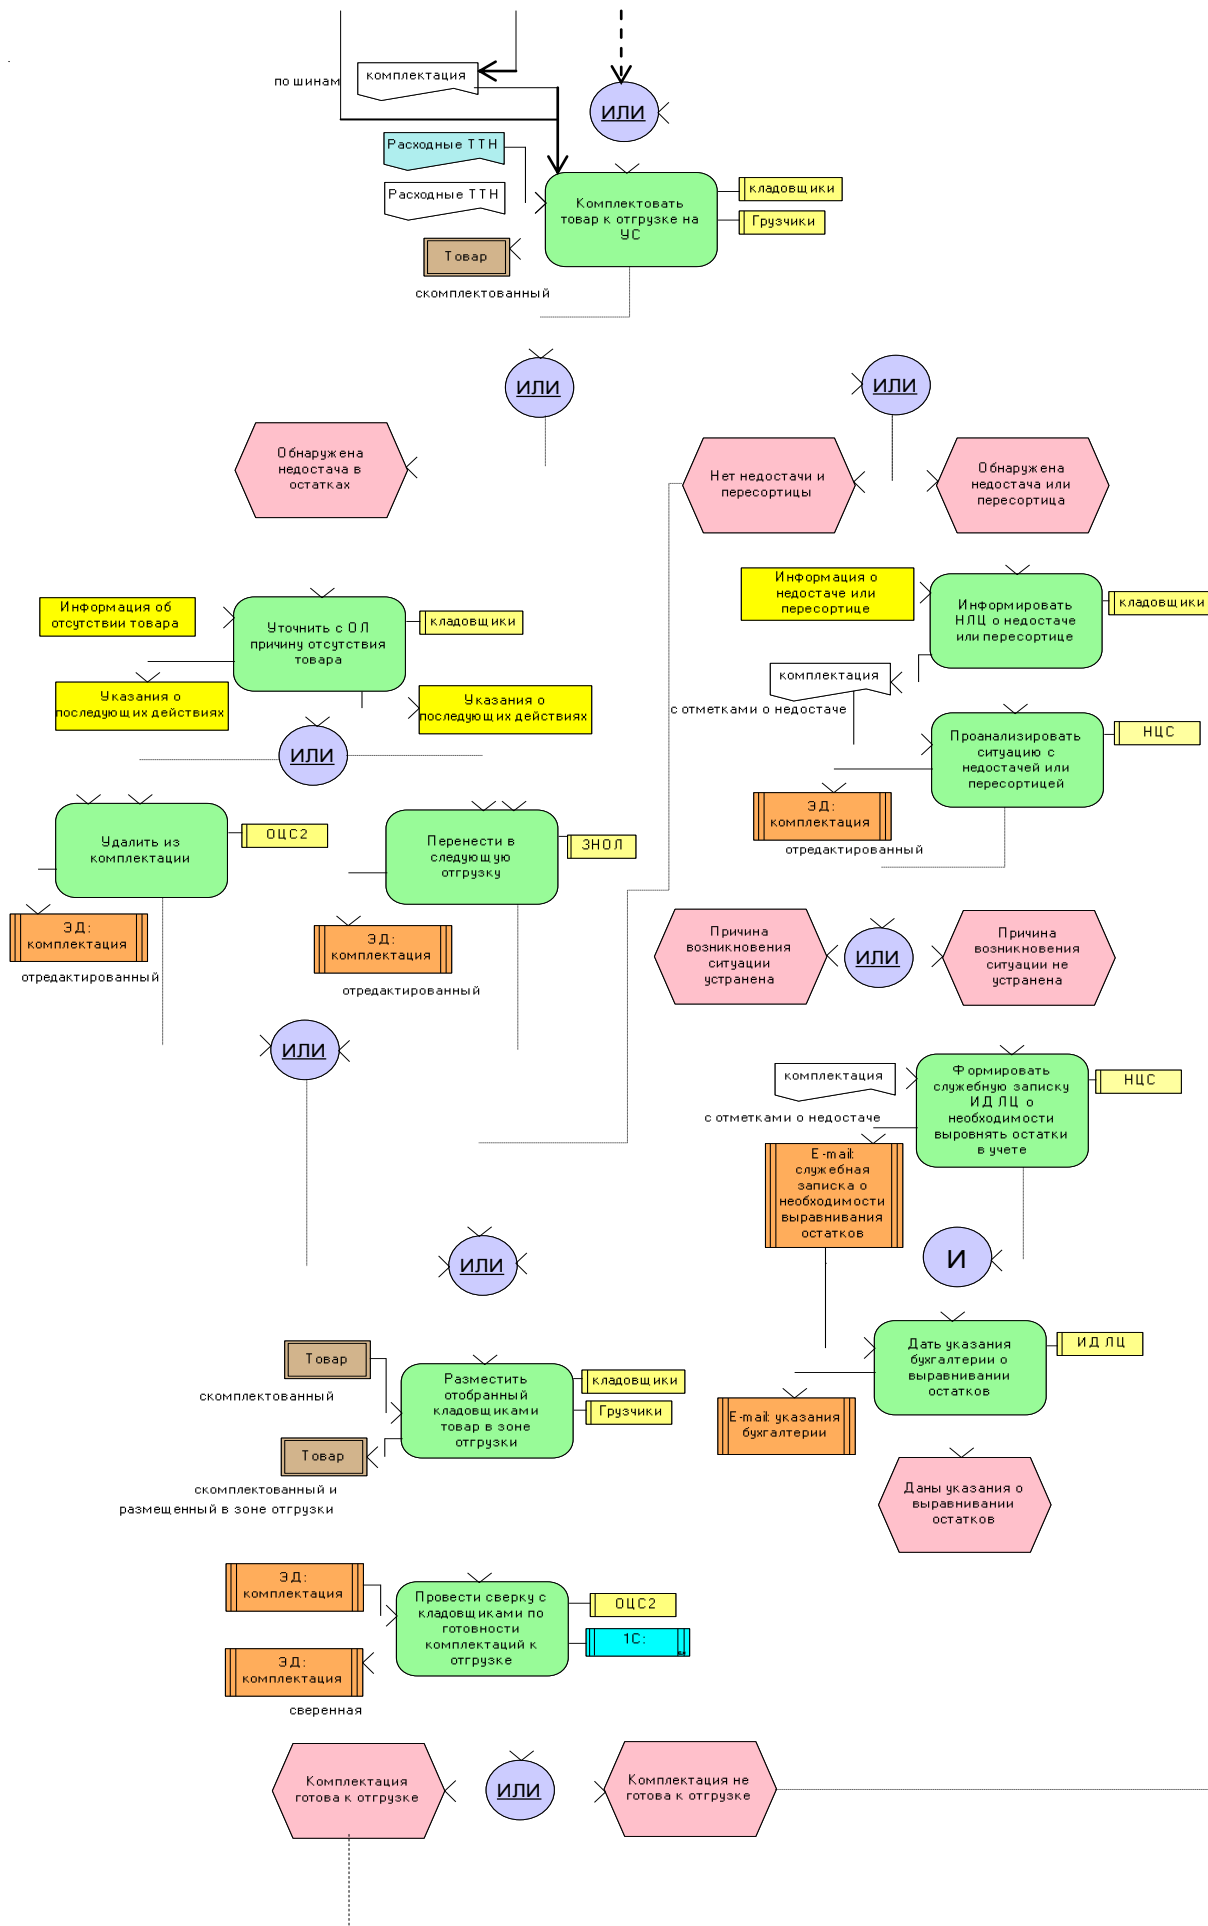 по шинам
комплектация
ИЛИ
Расходные ТТН
Расходные ТТН
Комплектовать
товар к отгрузке на
УС
кладовщики
Грузчики
Товар
скомплектованный
ИЛИ
ИЛИ
Обнаружена
недостача в
остатках
Нет недостачи и
пересортицы
Обнаружена
недостача или
пересортица
Информация об
отсутствии товара
Уточнить с ОЛ
причину отсутствия
товара
кладовщики
Указания о
последующих действиях
Указания о
последующих действиях
ИЛИ
Информация о
недостаче или
пересортице
Информировать
НЛЦ о недостаче
или пересортице
кладовщики
комплектация
с отметками о недостаче
Проанализировать
ситуацию с
недостачей или
пересортицей
НЦС
ЭД:
комплектация
отредактированный
Удалить из
комплектации
ОЦС2
Перенести в
следующую
отгрузку
ЗНОЛ
ЭД:
комплектация
отредактированный
ЭД:
комплектация
отредактированный
Причина
возникновения
ситуации
устранена
ИЛИ
Причина
возникновения
ситуации не
устранена
ИЛИ
комплектация
с отметками о недостаче
Формировать
служебную записку
ИД ЛЦ о
необходимости
выровнять остатки
в учете
НЦС
E-mail:
служебная
записка о
необходимости
выравнивания
остатков
И
ИЛИ
Дать указания
бухгалтерии о
выравнивании
остатков
ИД ЛЦ
E-mail: указания
бухгалтерии
Даны указания о
выравнивании
остатков
Товар
скомплектованный
Разместить
отобранный
кладовщиками
товар в зоне
отгрузки
кладовщики
Грузчики
Товар
скомплектованный и
размещенный в зоне отгрузки
ЭД:
комплектация
Провести сверку с
кладовщиками по
готовности
комплектаций к
отгрузке
ОЦС2
1С:
ЭД:
комплектация
сверенная
Комплектация
готова к отгрузке
ИЛИ
Комплектация не
готова к отгрузке